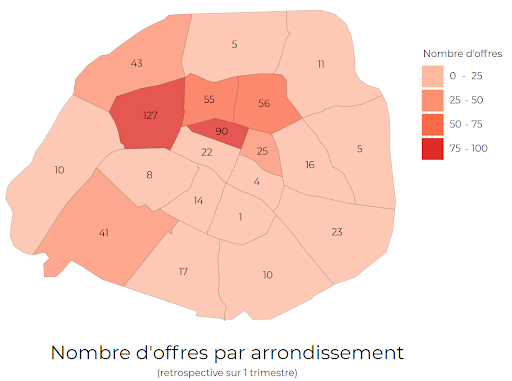 5
43
11
Nombre d'offres
0 - 25
25 - 50
50 - 75
75 - 100
55
56
127
90
22
25
5
16
10
8
4
14
1
41
23
17
10
Nombre d'offres par arrondissement
(retrospective sur 1 trimestre)